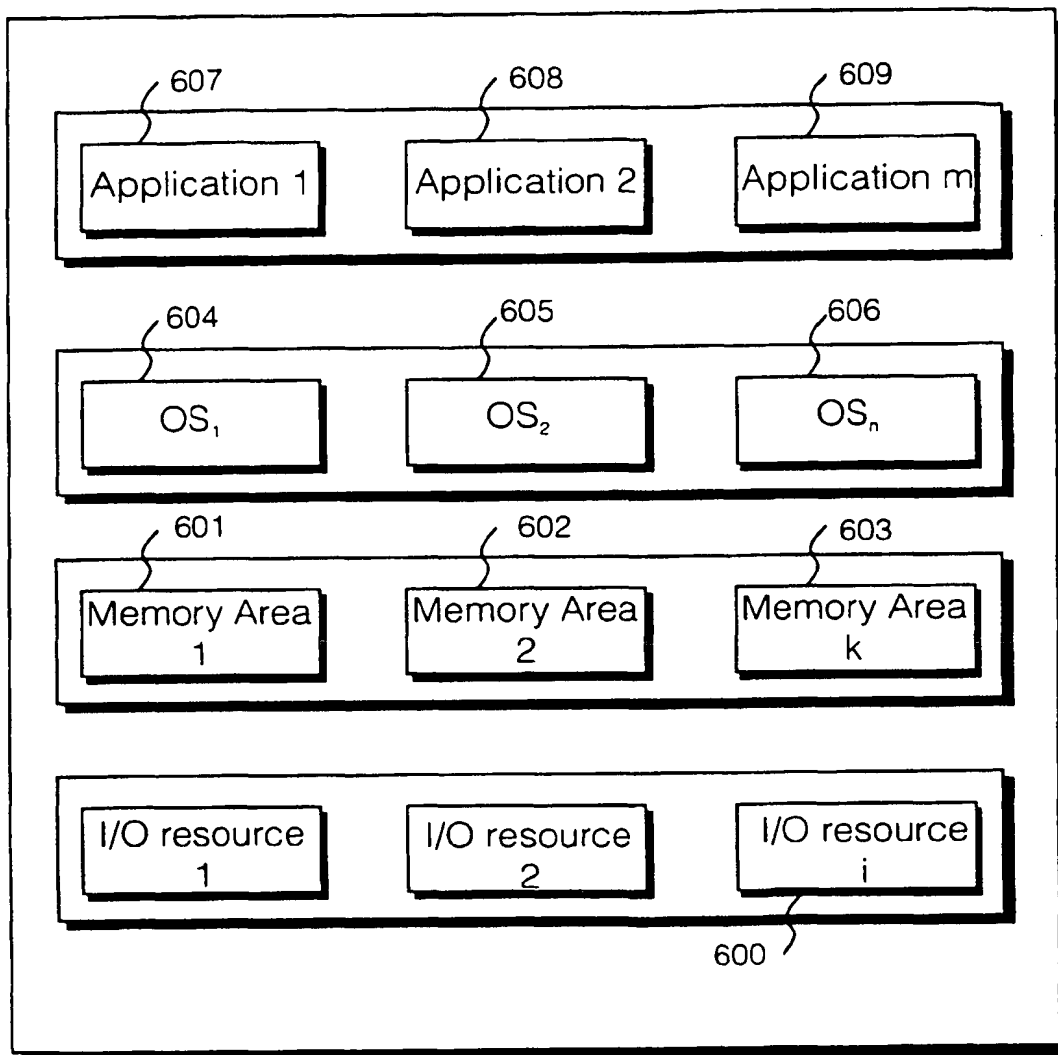 607 608 609
Application 1 Application 2 Application m
604 605 606
OS₁ OS₂ OSₙ
601 602 603
Memory Area Memory Area Memory Area
1 2 k
I/O resource I/O resource I/O resource
1 2 i
600